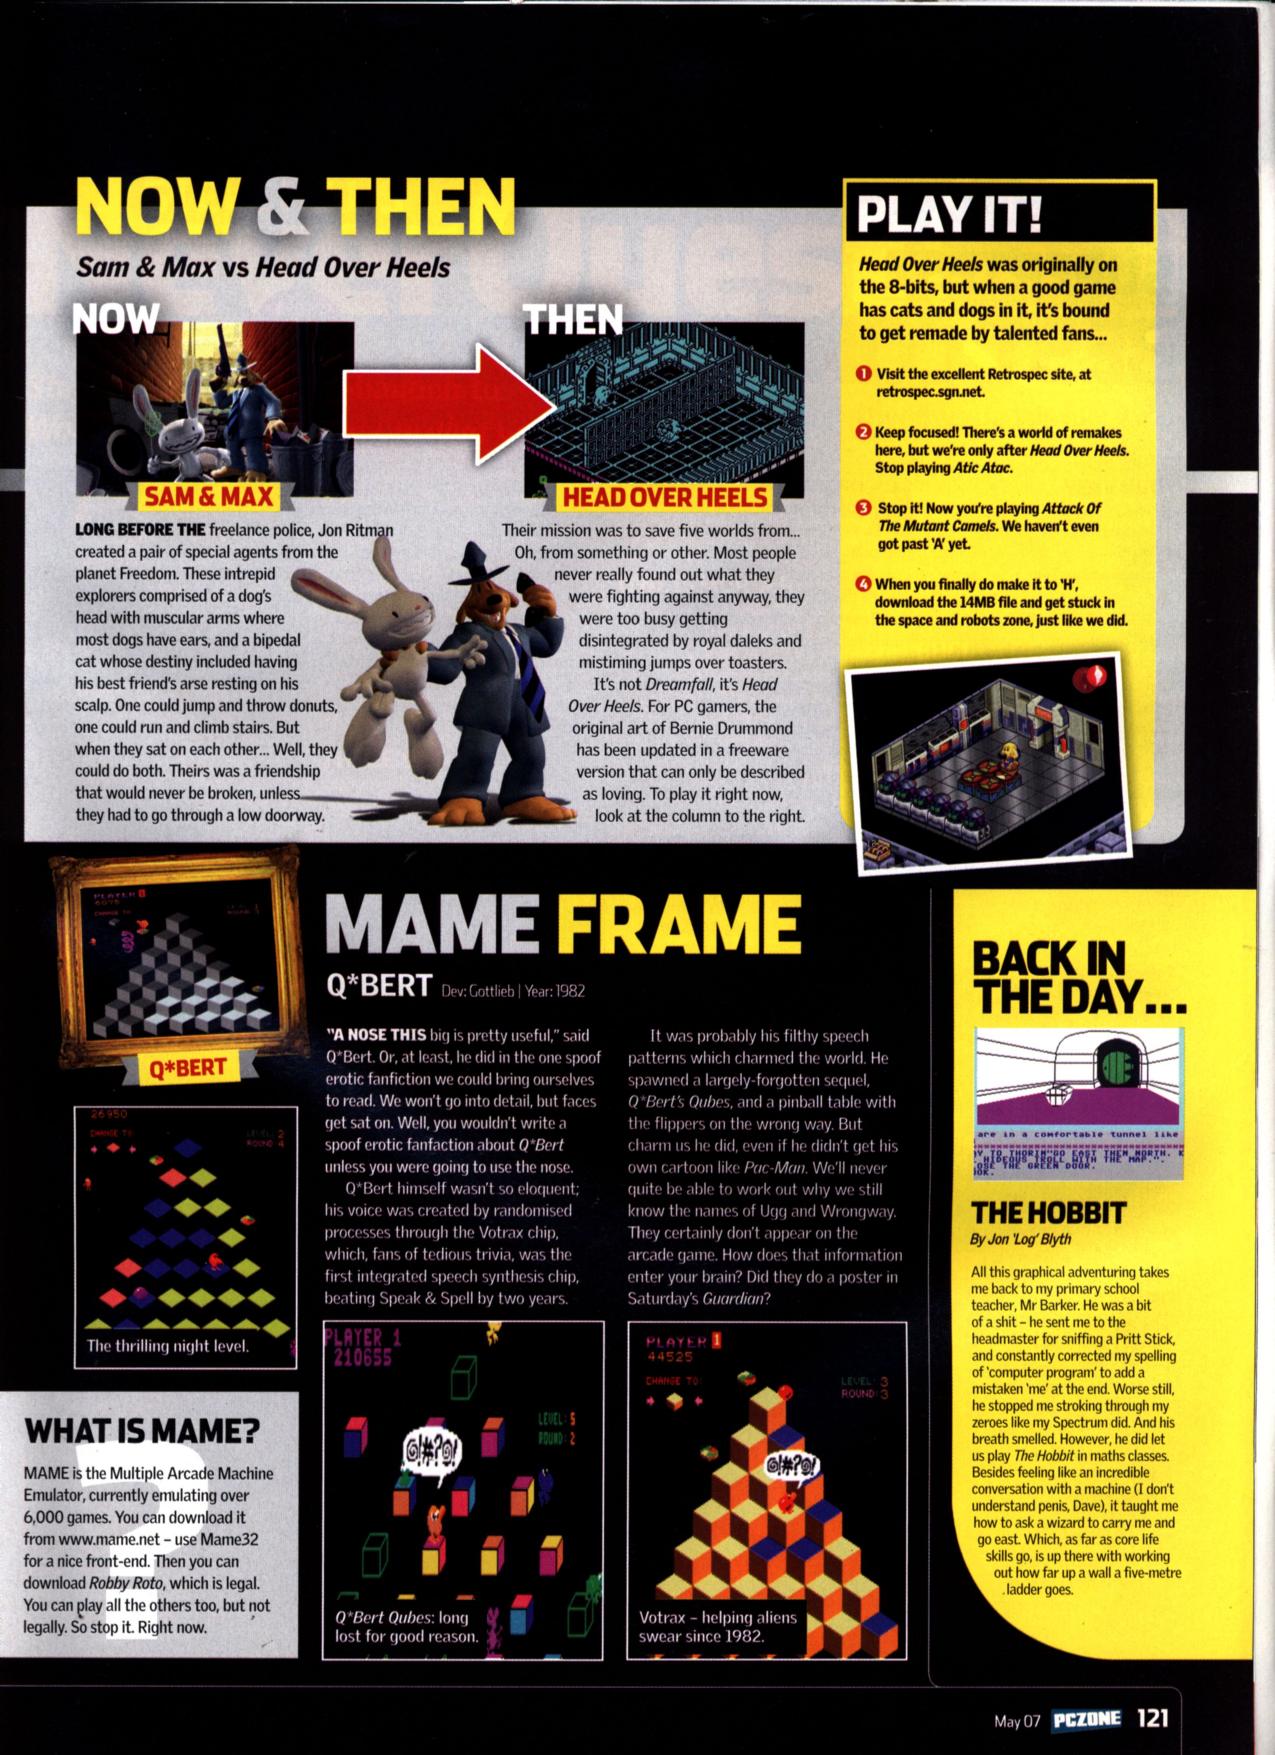 NOW & THEN
Sam & Max vs Head Over Heels
NOW
SAM & MAX
THEN
HEAD OVER HEELS
LONG BEFORE THE freelance police, Jon Ritman
created a pair of special agents from the
planet Freedom. These intrepid
explorers comprised of a dog's
head with muscular arms where
most dogs have ears, and a bipedal
cat whose destiny included having
his best friend's arse resting on his
scalp. One could jump and throw donuts,
one could run and climb stairs. But
when they sat on each other... Well, they
could do both. Theirs was a friendship
that would never be broken, unless
they had to go through a low doorway.
Their mission was to save five worlds from...
Oh, from something or other. Most people
never really found out what they
were fighting against anyway, they
were too busy getting
disintegrated by royal daleks and
mistiming jumps over toasters.
It's not Dreamfall, it's Head
Over Heels. For PC gamers, the
original art of Bernie Drummond
has been updated in a freeware
version that can only be described
as loving. To play it right now,
look at the column to the right.
PLAY IT!
Head Over Heels was originally on
the 8-bits, but when a good game
has cats and dogs in it, it's bound
to get remade by talented fans...
1 Visit the excellent Retrospec site, at
retrospec.sgn.net.
2 Keep focused! There's a world of remakes
here, but we're only after Head Over Heels.
Stop playing Atic Atac.
3 Stop it! Now you're playing Attack Of
The Mutant Camels. We haven't even
got past 'A' yet.
4 When you finally do make it to 'H',
download the 14MB file and get stuck in
the space and robots zone, just like we did.
PLAYER
CHANGE TO
Q*BERT
26950
CHANGE TO:
LEVEL: 2
ROUND: 4
The thrilling night level.
MAME FRAME
Q*BERT Dev: Gottlieb | Year: 1982
"A NOSE THIS big is pretty useful," said
Q*Bert. Or, at least, he did in the one spoof
erotic fanfiction we could bring ourselves
to read. We won't go into detail, but faces
get sat on. Well, you wouldn't write a
spoof erotic fanfaction about Q*Bert
unless you were going to use the nose.
Q*Bert himself wasn't so eloquent;
his voice was created by randomised
processes through the Votrax chip,
which, fans of tedious trivia, was the
first integrated speech synthesis chip,
beating Speak & Spell by two years.
It was probably his filthy speech
patterns which charmed the world. He
spawned a largely-forgotten sequel,
Q*Bert's Qubes, and a pinball table with
the flippers on the wrong way. But
charm us he did, even if he didn't get his
own cartoon like Pac-Man. We'll never
quite be able to work out why we still
know the names of Ugg and Wrongway.
They certainly don't appear on the
arcade game. How does that information
enter your brain? Did they do a poster in
Saturday's Guardian?
PLAYER 1
210655
LEVEL: 5
ROUND: 2
@!#?@!
Q*Bert Qubes: long
lost for good reason.
PLAYER 1
44525
CHANGE TO:
LEVEL: 3
ROUND: 3
@!#?@!
Votrax – helping aliens
swear since 1982.
WHAT IS MAME?
?
MAME is the Multiple Arcade Machine
Emulator, currently emulating over
6,000 games. You can download it
from www.mame.net – use Mame32
for a nice front-end. Then you can
download Robby Roto, which is legal.
You can play all the others too, but not
legally. So stop it. Right now.
BACK IN
THE DAY...
are in a comfortable tunnel like
Y TO THORIN"GO EAST THEN NORTH. K
HIDEOUS TROLL WITH THE MAP.".
OSE THE GREEN DOOR.
OK.
THE HOBBIT
By Jon 'Log' Blyth
All this graphical adventuring takes
me back to my primary school
teacher, Mr Barker. He was a bit
of a shit – he sent me to the
headmaster for sniffing a Pritt Stick,
and constantly corrected my spelling
of 'computer program' to add a
mistaken 'me' at the end. Worse still,
he stopped me stroking through my
zeroes like my Spectrum did. And his
breath smelled. However, he did let
us play The Hobbit in maths classes.
Besides feeling like an incredible
conversation with a machine (I don't
understand penis, Dave), it taught me
how to ask a wizard to carry me and
go east. Which, as far as core life
skills go, is up there with working
out how far up a wall a five-metre
ladder goes.
May 07 PCZONE 121